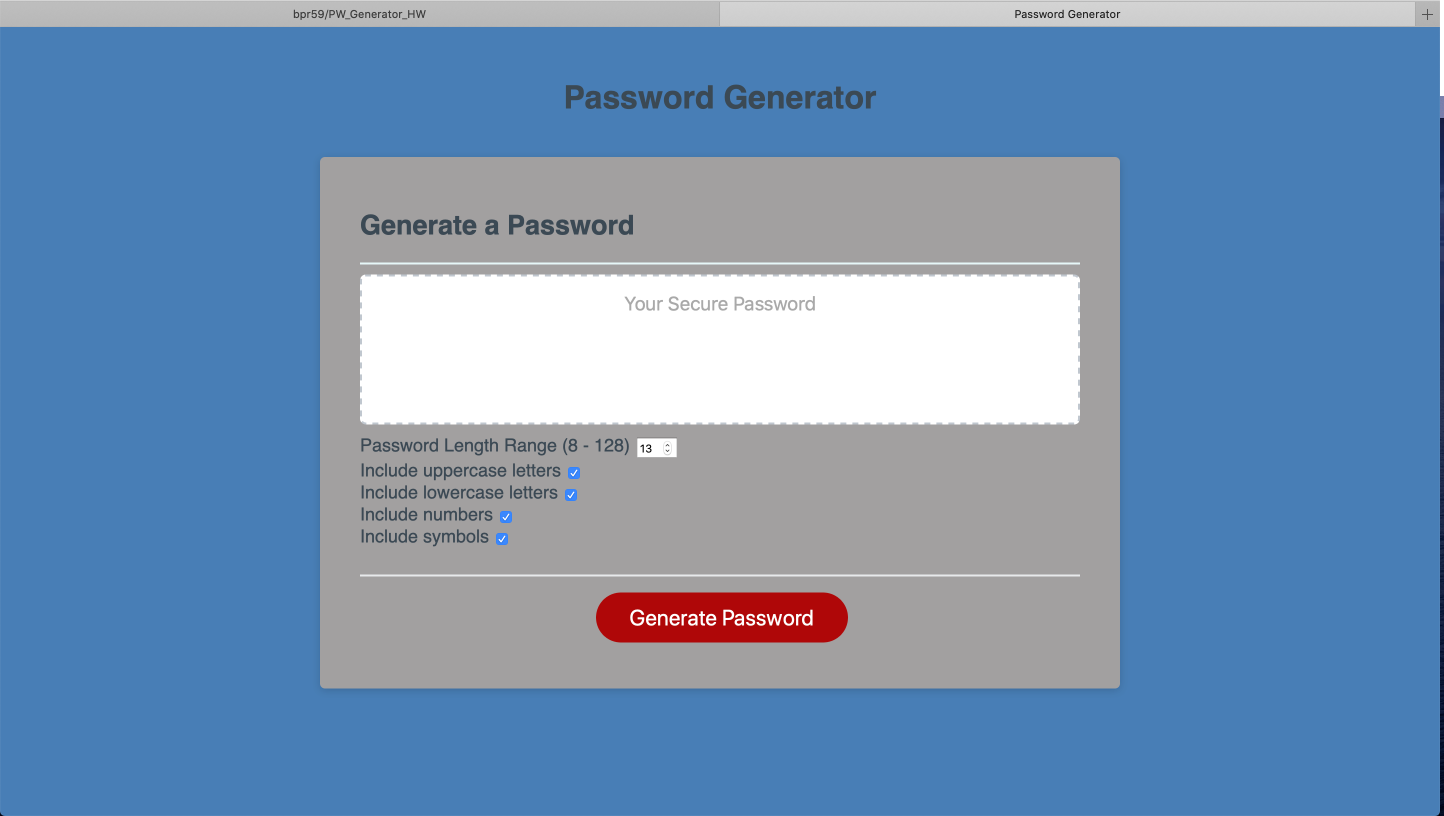 bpr59/PW_Generator_HW
Password Generator
Password Generator
Generate a Password
Your Secure Password
Password Length Range (8 - 128) 13
Include uppercase letters
Include lowercase letters
Include numbers
Include symbols
Generate Password